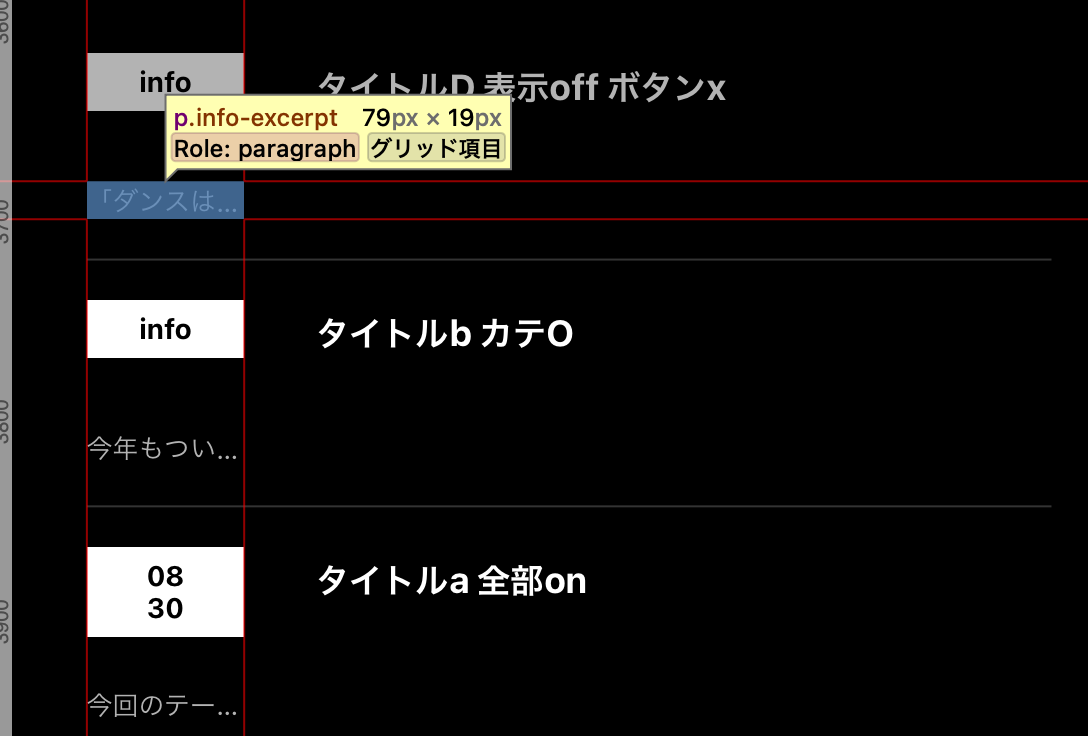 3600
info
タイトルD 表示off ボタンx
p.info-excerpt 79px × 19px
Role: paragraph グリッド項目
「ダンスは...
3700
info
タイトルb カテO
3800
今年もつい...
08
30
タイトルa 全部on
3900
今回のテー...